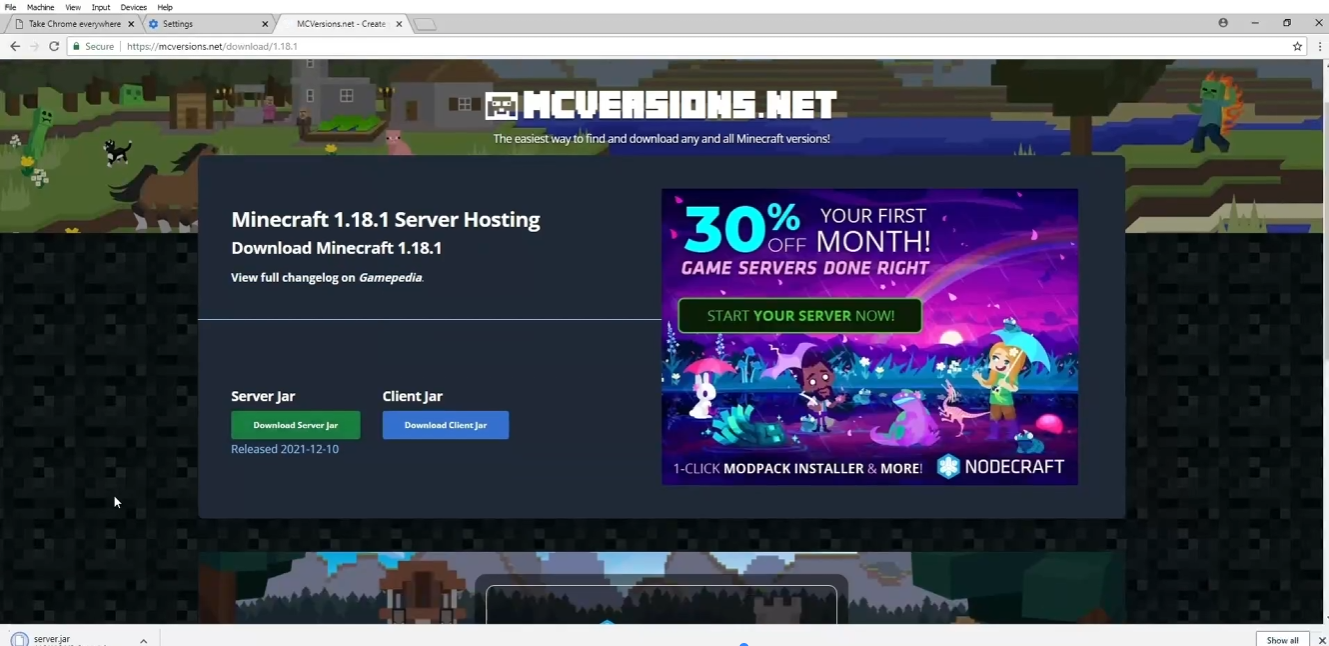 File Machine View Input Devices Help
Take Chrome everywhere
Settings
MCVersions.net - Create
Secure
https://mcversions.net/download/1.18.1
MCVERSIONS.NET
The easiest way to find and download any and all Minecraft versions!
Minecraft 1.18.1 Server Hosting
Download Minecraft 1.18.1
View full changelog on Gamepedia.
Server Jar
Client Jar
Download Server Jar
Download Client Jar
Released 2021-12-10
30% OFF YOUR FIRST MONTH!
GAME SERVERS DONE RIGHT
START YOUR SERVER NOW!
1-CLICK MODPACK INSTALLER & MORE!
NODECRAFT
server.jar
Show all